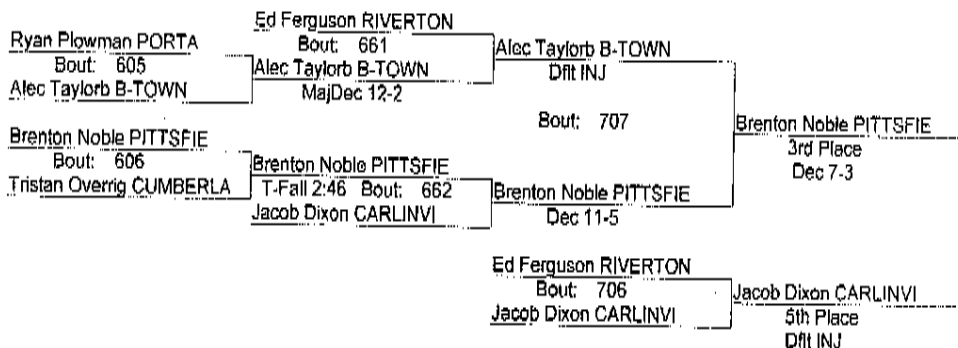 Ed Ferguson RIVERTON
Ryan Plowman PORTA
Bout: 661
Alec Taylorb B-TOWN
Bout: 605
Alec Taylorb B-TOWN
Dflt INJ
Alec Taylorb B-TOWN
MajDec 12-2
Bout: 707
Brenton Noble PITTSFIE
Brenton Noble PITTSFIE
Bout: 606
3rd Place
Brenton Noble PITTSFIE
Dec 7-3
Tristan Overrig CUMBERLA
T-Fall 2:46 Bout: 662
Brenton Noble PITTSFIE
Jacob Dixon CARLINVI
Dec 11-5
Ed Ferguson RIVERTON
Bout: 706
Jacob Dixon CARLINVI
Jacob Dixon CARLINVI
5th Place
Dflt INJ